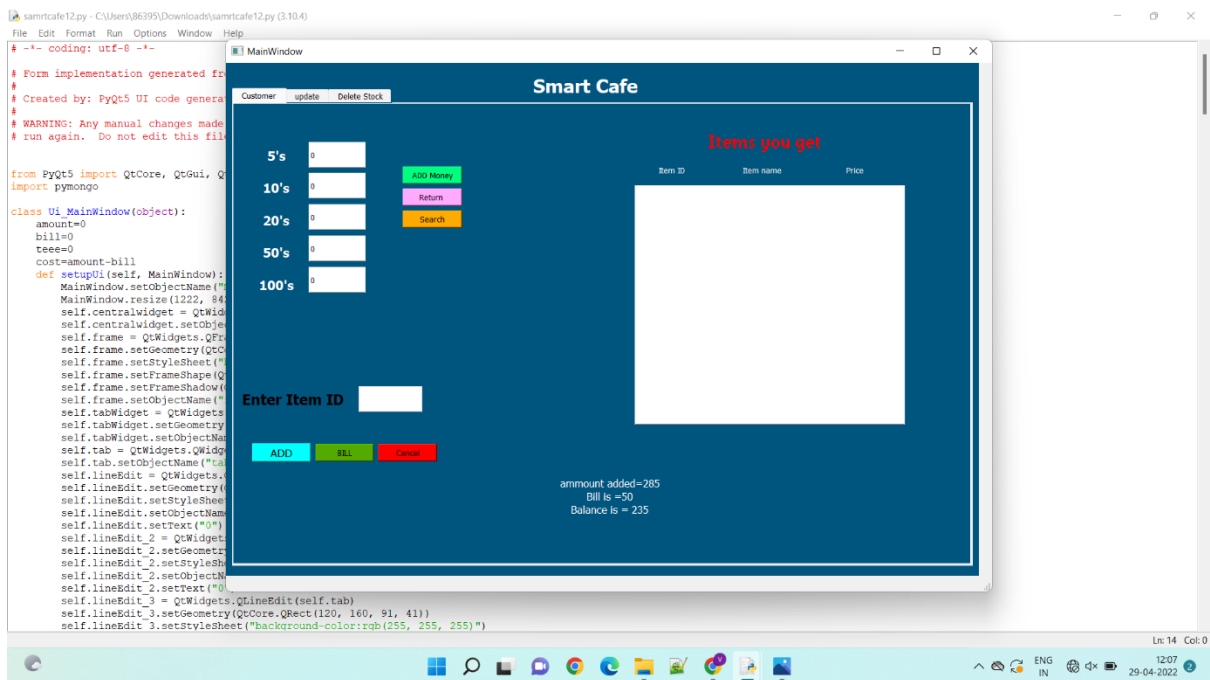 samrtcafe12.py - C:\Users\86395\Downloads\samrtcafe12.py (3.10.4)
File Edit Format Run Options Window Help
# -*- coding: utf-8 -*-
# Form implementation generated fr
#
# Created by: PyQt5 UI code genera
#
# WARNING: Any manual changes made
# run again. Do not edit this fil
from PyQt5 import QtCore, QtGui, Q
import pymongo
class Ui_MainWindow(object):
amount=0
bill=0
teee=0
cost=amount-bill
def setupUi(self, MainWindow):
MainWindow.setObjectName("
MainWindow.resize(1222, 84
self.centralwidget = QtWid
self.centralwidget.setObje
self.frame = QtWidgets.QFr
self.frame.setGeometry(QtC
self.frame.setStyleSheet("
self.frame.setFrameShape(Q
self.frame.setFrameShadow(
self.frame.setObjectName("
self.tabWidget = QtWidgets
self.tabWidget.setGeometry
self.tabWidget.setObjectNa
self.tab = QtWidgets.QWidg
self.tab.setObjectName("ta
self.lineEdit = QtWidgets.
self.lineEdit.setGeometry(
self.lineEdit.setStyleShee
self.lineEdit.setObjectNam
self.lineEdit.setText("0")
self.lineEdit_2 = QtWidget
self.lineEdit_2.setGeometr
self.lineEdit_2.setStyleSh
self.lineEdit_2.setObjectN
self.lineEdit_2.setText("0
self.lineEdit_3 = QtWidgets.QLineEdit(self.tab)
self.lineEdit_3.setGeometry(QtCore.QRect(120, 160, 91, 41))
self.lineEdit_3.setStyleSheet("background-color:rgb(255, 255, 255)")
MainWindow
Smart Cafe
Customer update Delete Stock
5's 0
10's 0
20's 0
50's 0
100's 0
ADD Money
Return
Search
Items you get
Item ID Item name Price
Enter Item ID
ADD BILL Cancel
ammount added=285
Bill is =50
Balance is = 235
Ln: 14 Col: 0
ENG
IN
12:07
29-04-2022
2